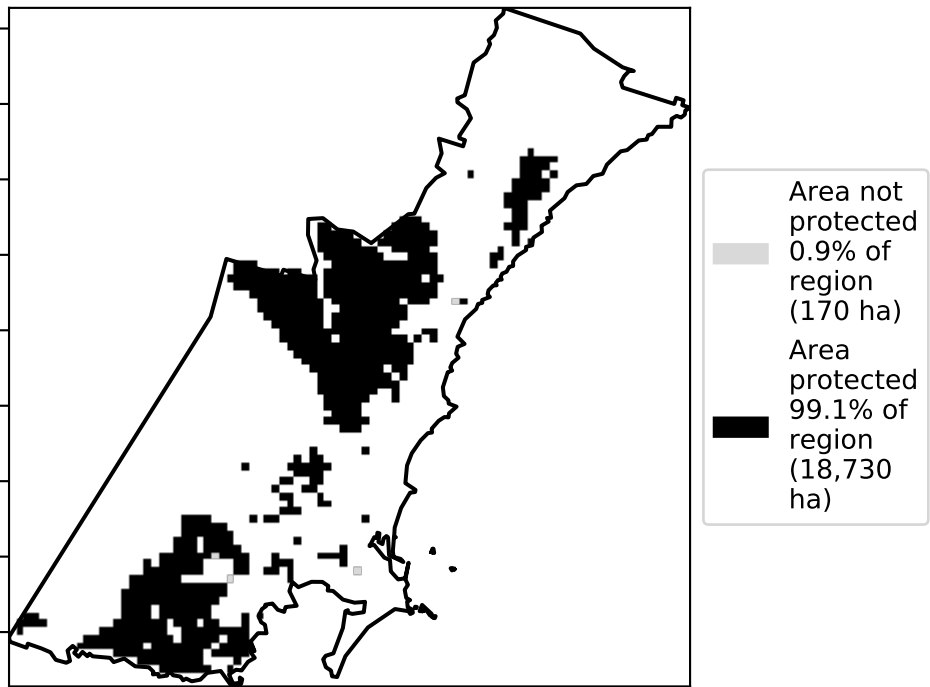 Area not
protected
0.9% of
region
(170 ha)
Area
protected
99.1% of
region
(18,730
ha)